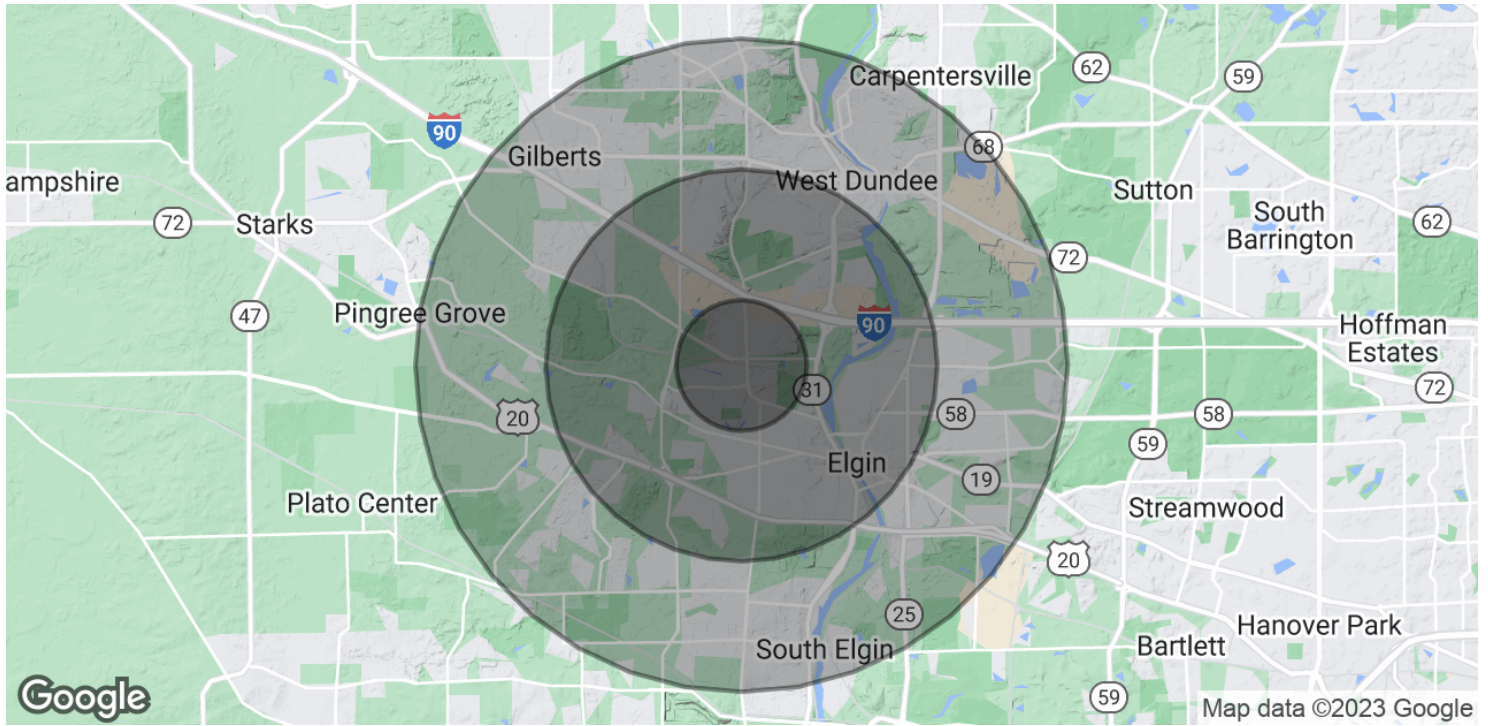 Carpentersville
62
59
90
68
Gilberts
ampshire
West Dundee
Sutton
72
Starks
South
Barrington
62
72
47
Pingree Grove
90
Hoffman
Estates
72
31
20
58
58
59
Elgin
19
Plato Center
Streamwood
20
25
South Elgin
Hanover Park
Bartlett
59
Google
Map data ©2023 Google